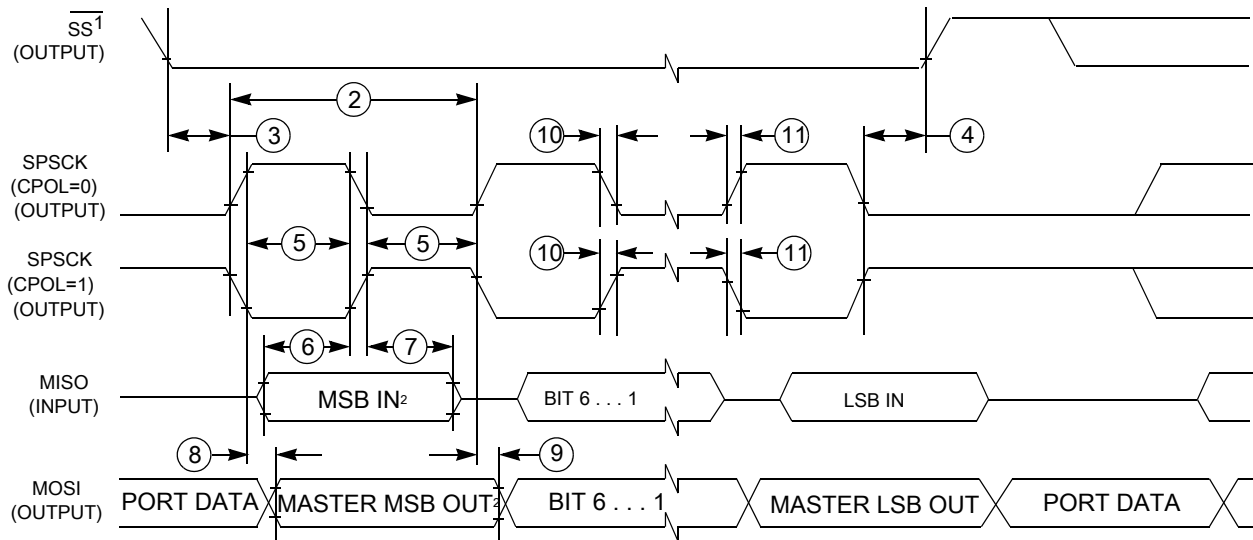 SS1
(OUTPUT)
2
3
10
11
4
SPSCK
(CPOL=0)
(OUTPUT)
5
5
SPSCK
(CPOL=1)
(OUTPUT)
10
11
6
7
MISO
(INPUT)
MSB IN2
BIT 6 . . . 1
LSB IN
8
9
MOSI
(OUTPUT)
PORT DATA
MASTER MSB OUT2
BIT 6 . . . 1
MASTER LSB OUT
PORT DATA